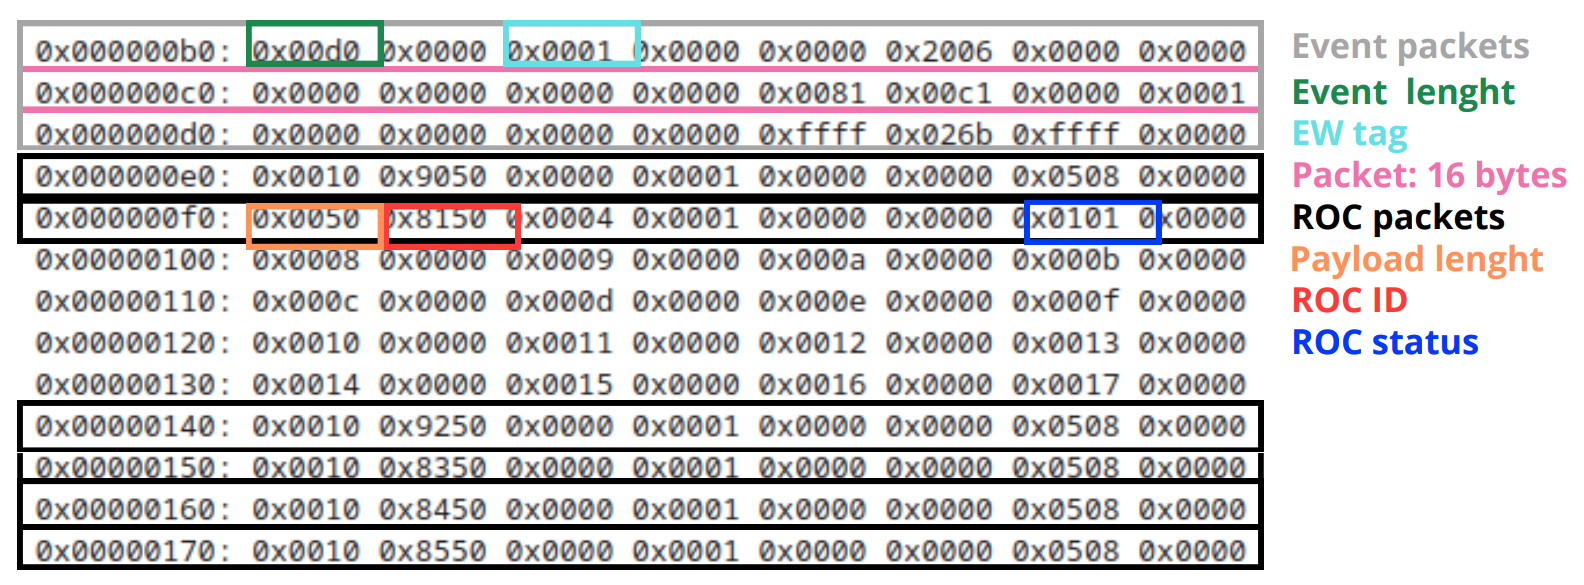 0x000000b0: 0x00d0 0x0000 0x0001 0x0000 0x0000 0x2006 0x0000 0x0000
0x000000c0: 0x0000 0x0000 0x0000 0x0000 0x0081 0x00c1 0x0000 0x0001
0x000000d0: 0x0000 0x0000 0x0000 0x0000 0xffff 0x026b 0xffff 0x0000
0x000000e0: 0x0010 0x9050 0x0000 0x0001 0x0000 0x0000 0x0508 0x0000
0x000000f0: 0x0050 0x8150 0x0004 0x0001 0x0000 0x0000 0x0101 0x0000
0x00000100: 0x0008 0x0000 0x0009 0x0000 0x000a 0x0000 0x000b 0x0000
0x00000110: 0x000c 0x0000 0x000d 0x0000 0x000e 0x0000 0x000f 0x0000
0x00000120: 0x0010 0x0000 0x0011 0x0000 0x0012 0x0000 0x0013 0x0000
0x00000130: 0x0014 0x0000 0x0015 0x0000 0x0016 0x0000 0x0017 0x0000
0x00000140: 0x0010 0x9250 0x0000 0x0001 0x0000 0x0000 0x0508 0x0000
0x00000150: 0x0010 0x8350 0x0000 0x0001 0x0000 0x0000 0x0508 0x0000
0x00000160: 0x0010 0x8450 0x0000 0x0001 0x0000 0x0000 0x0508 0x0000
0x00000170: 0x0010 0x8550 0x0000 0x0001 0x0000 0x0000 0x0508 0x0000
Event packets
Event lenght
EW tag
Packet: 16 bytes
ROC packets
Payload lenght
ROC ID
ROC status